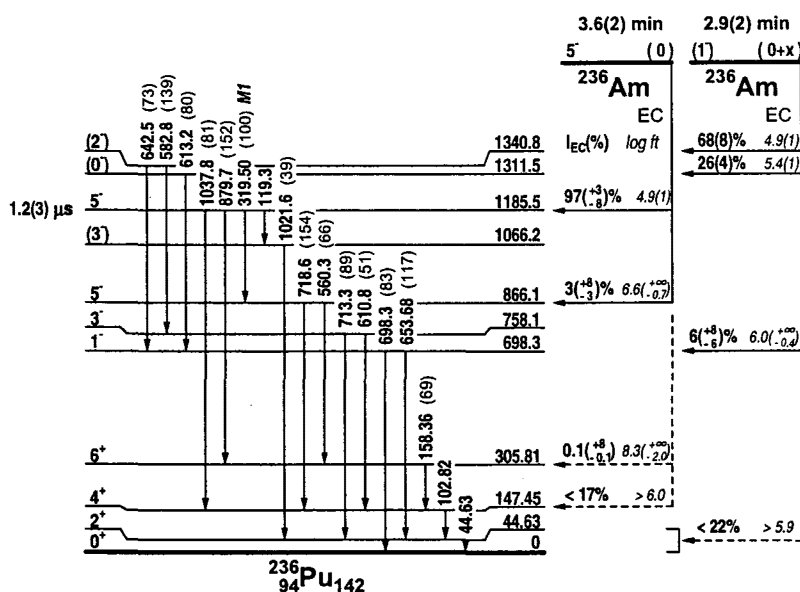 3.6(2) min
2.9(2) min
5⁻ (0)
(1⁻) (0+x)
²³⁶Am
²³⁶Am
EC
EC
I_EC(%) log ft
642.5 (73)
582.8 (139)
613.2 (80)
1037.8 (81)
879.7 (152)
319.50 (100) M1
119.3
1021.6 (39)
718.6 (154)
560.3 (66)
713.3 (89)
610.8 (51)
698.3 (83)
653.68 (117)
158.36 (69)
102.82
44.63
(2⁻) 1340.8 68(8)% 4.9(1)
(0⁻) 1311.5 26(4)% 5.4(1)
1.2(3) μs 5⁻ 1185.5 97(⁺³₋₈)% 4.9(1)
(3⁻) 1066.2
5⁻ 866.1 3(⁺⁸₋₃)% 6.6(⁺∞₋₀.₇)
3⁻ 758.1
1⁻ 698.3 6(⁺⁸₋₆)% 6.0(⁺∞₋₀.₄)
6⁺ 305.81 0.1(⁺⁸₋₀.₁) 8.3(⁺∞₋₂.₀)
4⁺ 147.45 < 17% > 6.0
2⁺ 44.63
0⁺ 0 < 22% > 5.9
²³⁶₉₄Pu₁₄₂